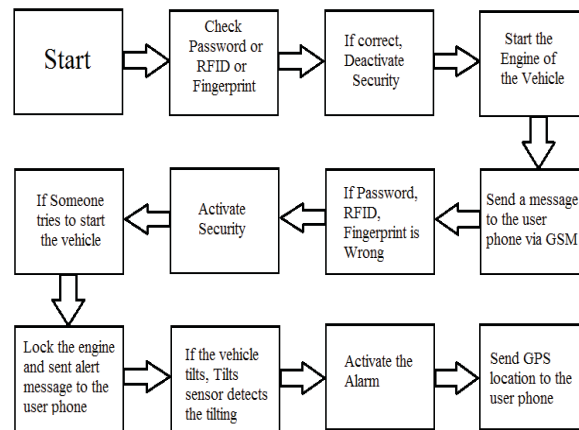 Start
Check
Password or
RFID or
Fingerprint
If correct,
Deactivate
Security
Start the
Engine of
the Vehicle
If Someone
tries to start
the vehicle
Activate
Security
If Password,
RFID,
Fingerprint is
Wrong
Send a message
to the user
phone via GSM
Lock the engine
and sent alert
message to the
user phone
If the vehicle
tilts, Tilts
sensor detects
the tilting
Activate the
Alarm
Send GPS
location to the
user phone